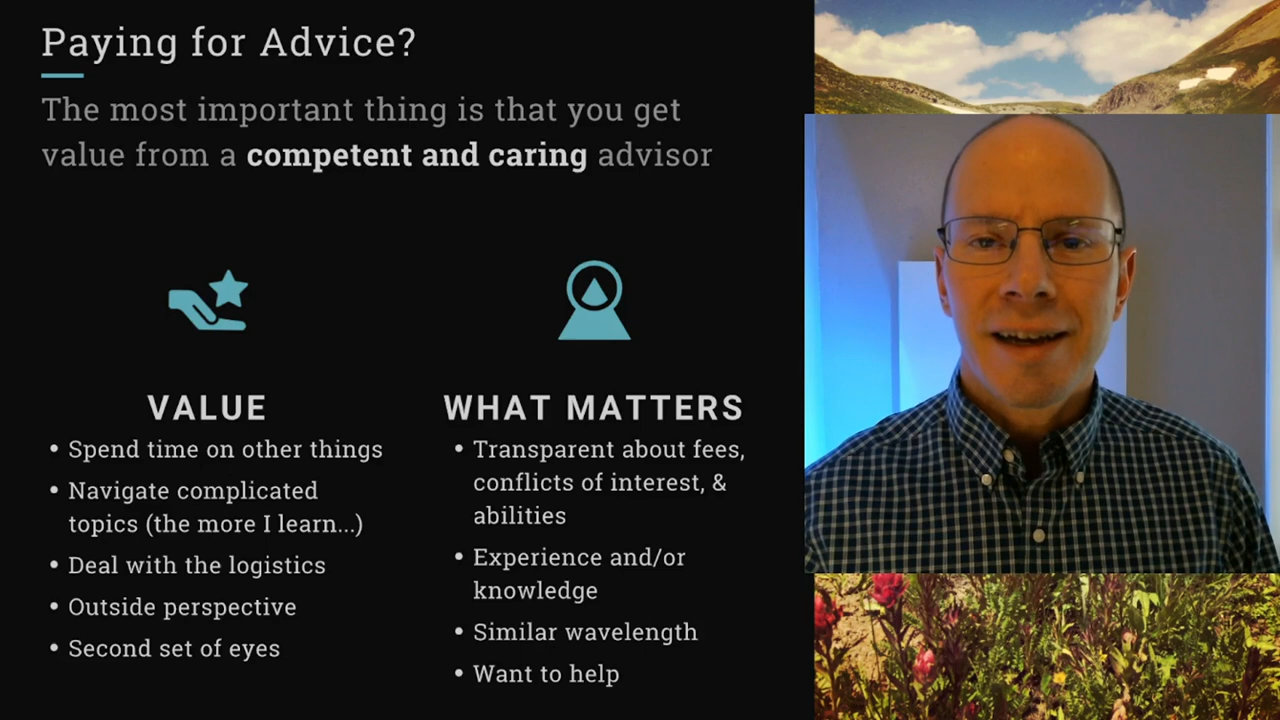 Paying for Advice?
The most important thing is that you get
value from a competent and caring advisor
VALUE
• Spend time on other things
• Navigate complicated
topics (the more I learn...)
• Deal with the logistics
• Outside perspective
• Second set of eyes
WHAT MATTERS
• Transparent about fees,
conflicts of interest, &
abilities
• Experience and/or
knowledge
• Similar wavelength
• Want to help